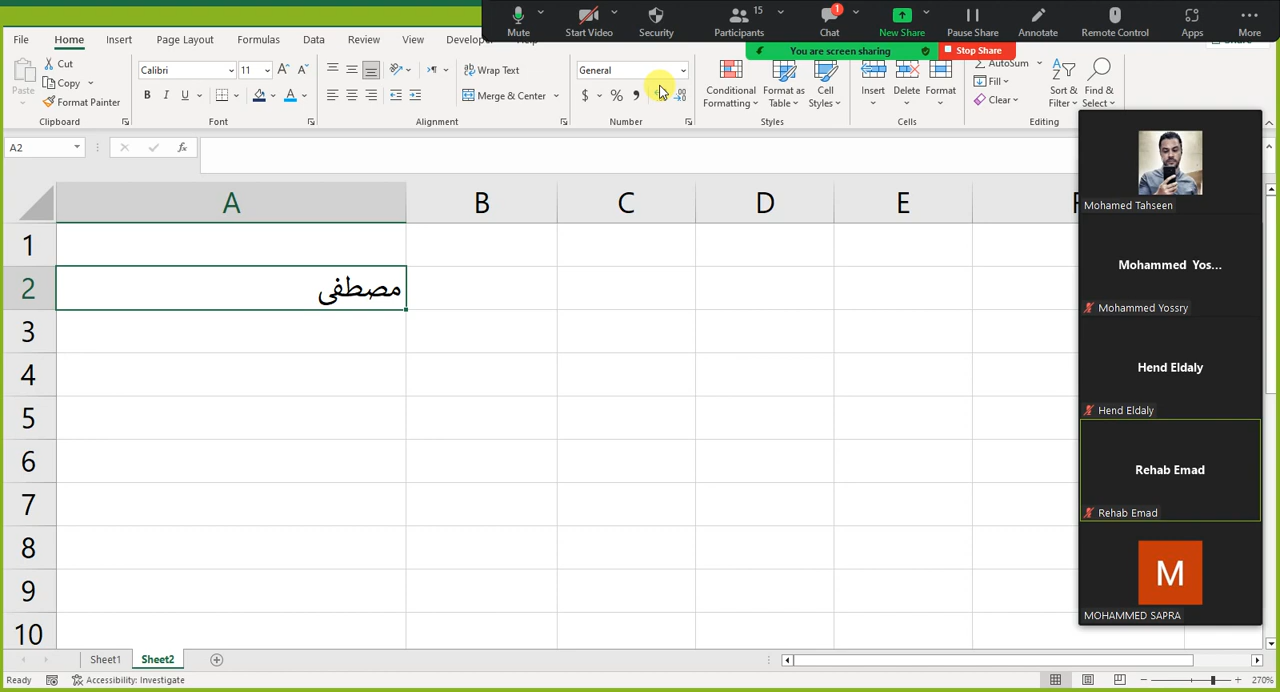 Mute
Start Video
Security
Participants
15
Chat
1
New Share
Pause Share
Annotate
Remote Control
Apps
More
You are screen sharing
Stop Share
File
Home
Insert
Page Layout
Formulas
Data
Review
View
Cut
Copy
Format Painter
Paste
Clipboard
Calibri
11
B I U
Font
Wrap Text
Merge & Center
Alignment
General
$ % ,
Number
Conditional
Formatting
Format as
Table
Cell
Styles
Styles
Insert
Delete
Format
Cells
AutoSum
Fill
Clear
Sort &
Filter
Find &
Select
Editing
A2
fx
A B C D E
1
2
مصطفى
3
4
5
6
7
8
9
10
Mohamed Tahseen
Mohammed Yos...
Mohammed Yossry
Hend Eldaly
Hend Eldaly
Rehab Emad
Rehab Emad
M
MOHAMMED SAPRA
Sheet1
Sheet2
Ready
Accessibility: Investigate
270%